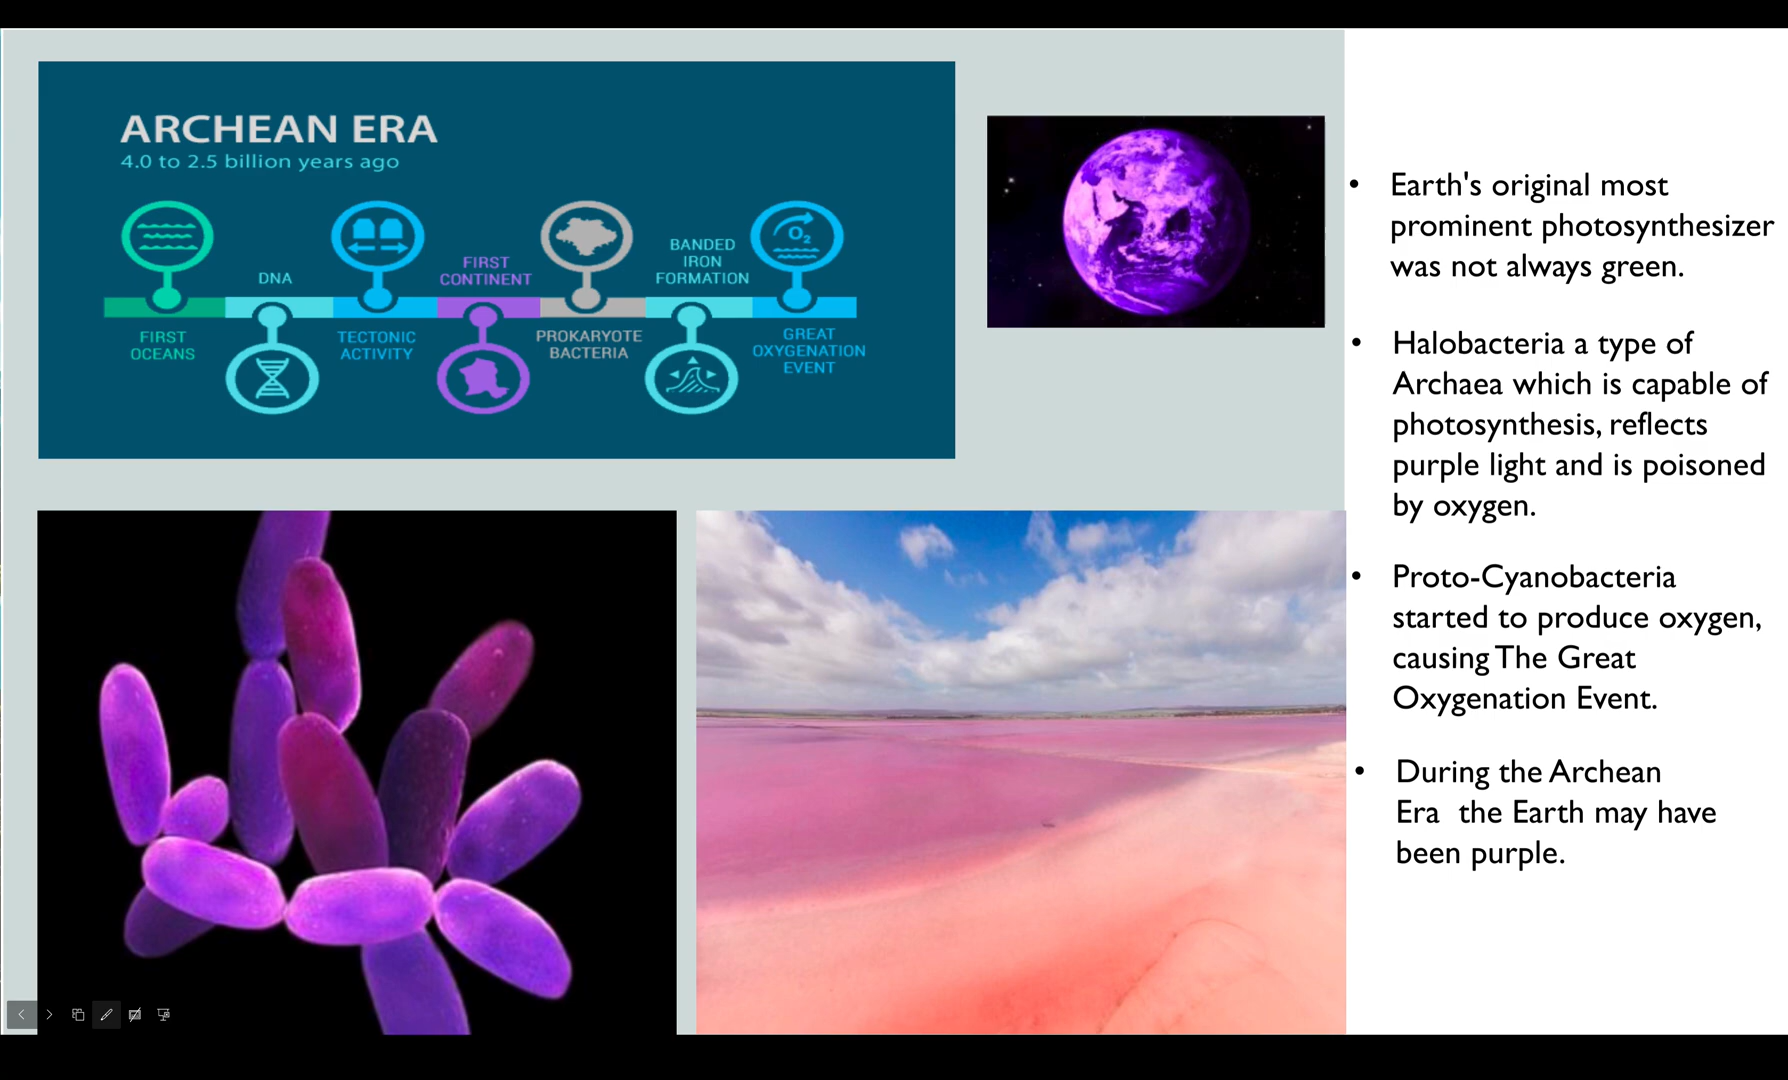 ARCHEAN ERA
4.0 to 2.5 billion years ago
FIRST
OCEANS
DNA
TECTONIC
ACTIVITY
FIRST
CONTINENT
PROKARYOTE
BACTERIA
BANDED
IRON
FORMATION
O2
GREAT
OXYGENATION
EVENT
• Earth's original most
prominent photosynthesizer
was not always green.
• Halobacteria a type of
Archaea which is capable of
photosynthesis, reflects
purple light and is poisoned
by oxygen.
• Proto-Cyanobacteria
started to produce oxygen,
causing The Great
Oxygenation Event.
• During the Archean
Era the Earth may have
been purple.